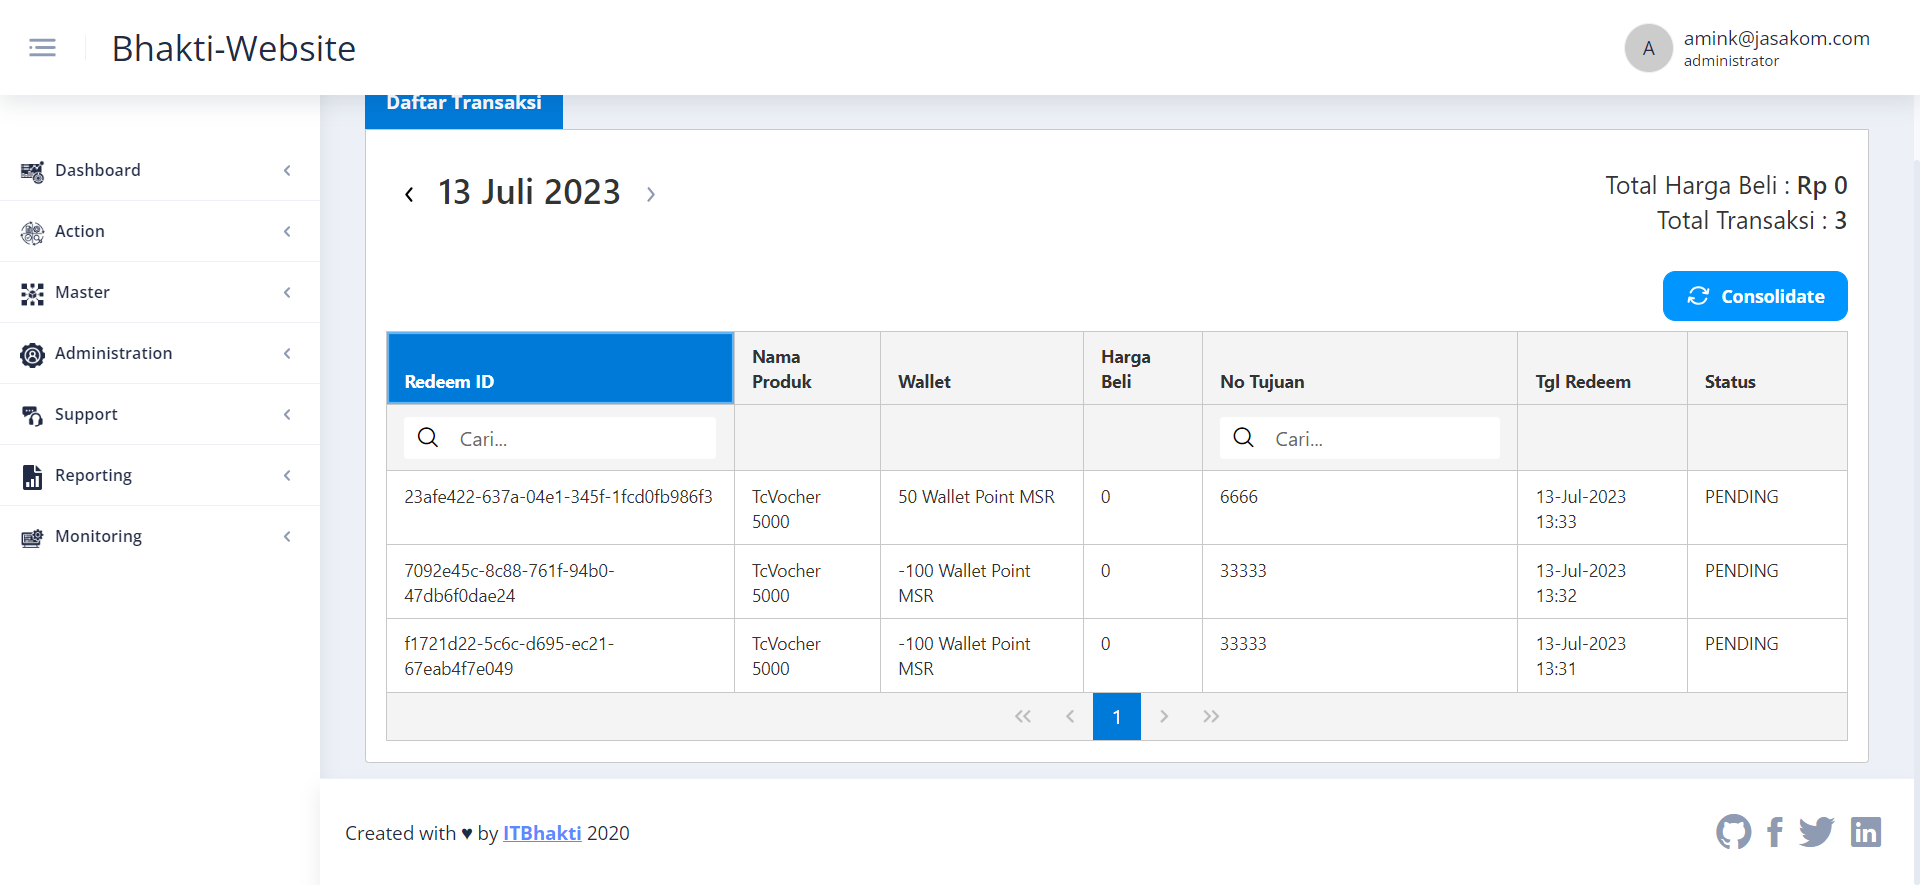 Bhakti-Website
A
amink@jasakom.com
administrator
Dashboard
Action
Master
Administration
Support
Reporting
Monitoring
Daftar Transaksi
13 Juli 2023
Total Harga Beli : Rp 0
Total Transaksi : 3
Consolidate
Redeem ID
Nama
Produk
Wallet
Harga
Beli
No Tujuan
Tgl Redeem
Status
Cari...
Cari...
23afe422-637a-04e1-345f-1fcd0fb986f3
TcVocher
5000
50 Wallet Point MSR
0
6666
13-Jul-2023
13:33
PENDING
7092e45c-8c88-761f-94b0-
47db6f0dae24
TcVocher
5000
-100 Wallet Point
MSR
0
33333
13-Jul-2023
13:32
PENDING
f1721d22-5c6c-d695-ec21-
67eab4f7e049
TcVocher
5000
-100 Wallet Point
MSR
0
33333
13-Jul-2023
13:31
PENDING
1
Created with ♥ by ITBhakti 2020